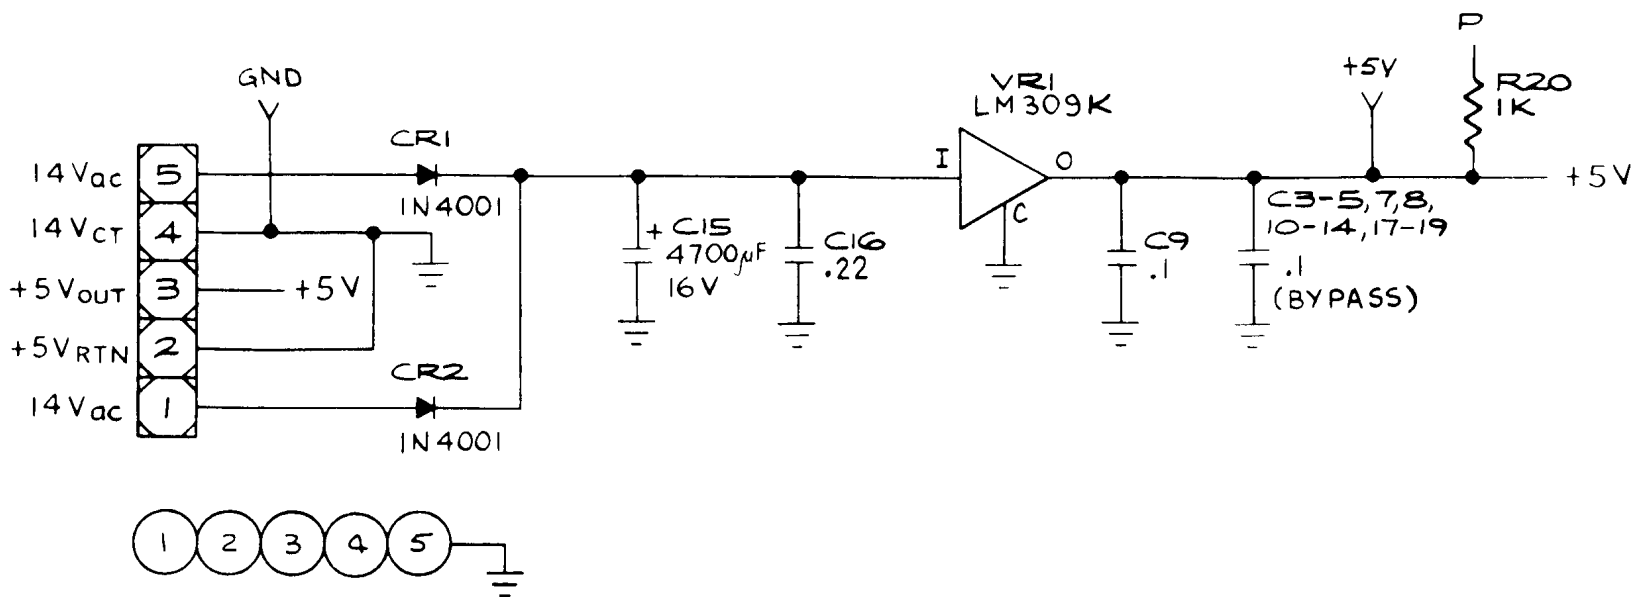 P
GND
+5V
R20
1K
VR1
LM309K
CR1
1N4001
I
O
C
14Vac
5
14VCT
4
+5VOUT
3
+5V
+5VRTN
2
14Vac
1
CR2
1N4001
+ C15
4700µF
16V
C16
.22
C9
.1
C3-5,7,8,
10-14,17-19
.1
(BYPASS)
+5V
1 2 3 4 5